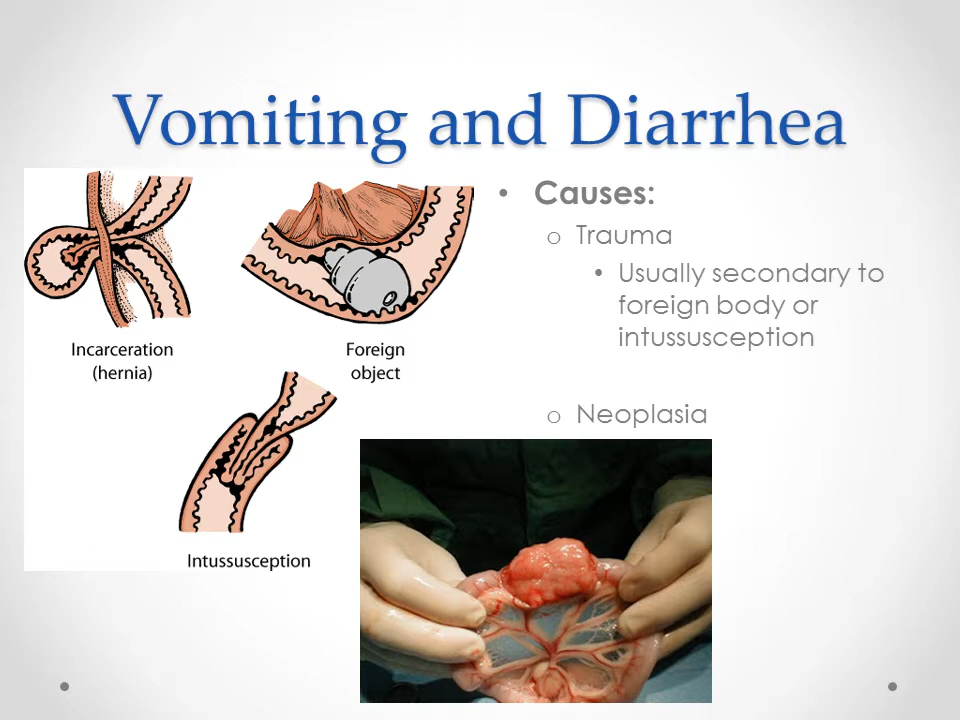 Vomiting and Diarrhea
Incarceration
(hernia)
Foreign
object
Intussusception
• Causes:
o Trauma
• Usually secondary to
foreign body or
intussusception
o Neoplasia